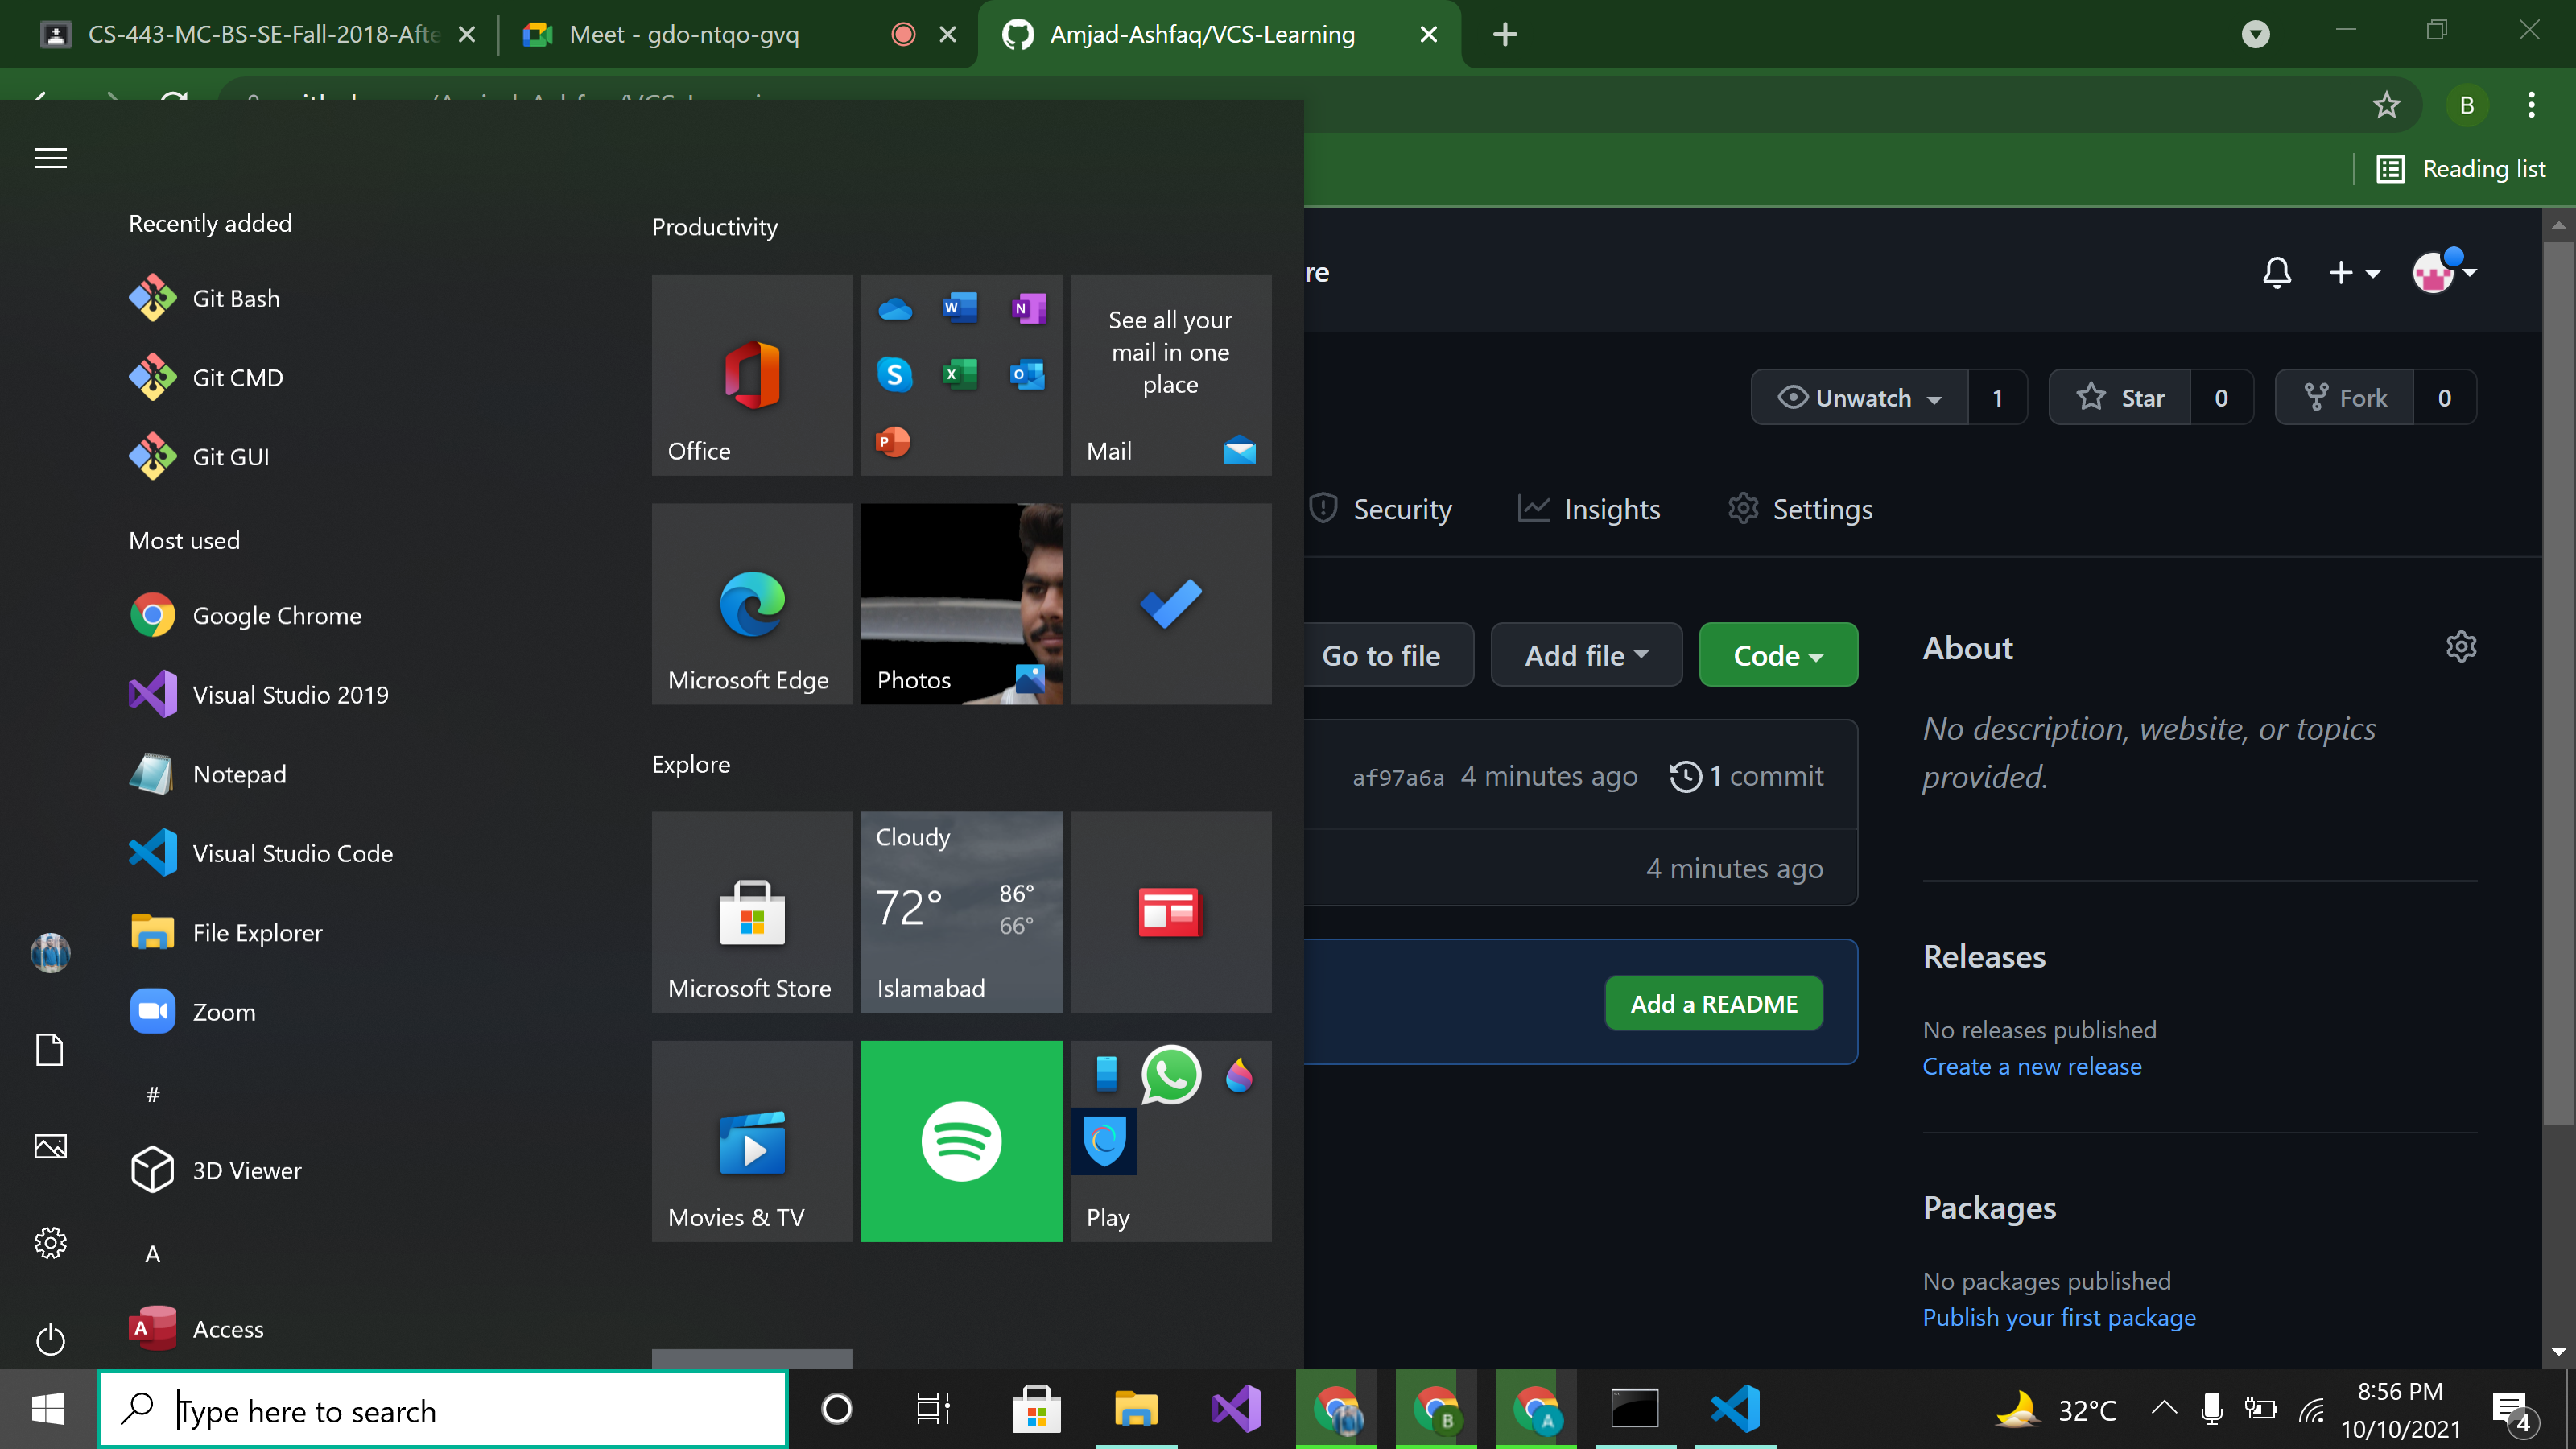 CS-443-MC-BS-SE-Fall-2018-Afte
Meet - gdo-ntqo-gvq
Amjad-Ashfaq/VCS-Learning
B
Reading list
Recently added
Git Bash
Git CMD
Git GUI
Most used
Google Chrome
Visual Studio 2019
Notepad
Visual Studio Code
File Explorer
Zoom
#
3D Viewer
A
Access
Productivity
Office
See all your
mail in one
place
Mail
Microsoft Edge
Photos
Explore
Microsoft Store
Cloudy
72°
86°
66°
Islamabad
Movies & TV
Play
re
Unwatch 1
Star 0
Fork 0
Security
Insights
Settings
Go to file
Add file
Code
af97a6a 4 minutes ago 1 commit
4 minutes ago
Add a README
About
No description, website, or topics
provided.
Releases
No releases published
Create a new release
Packages
No packages published
Publish your first package
Type here to search
B
A
32°C
8:56 PM
10/10/2021
4